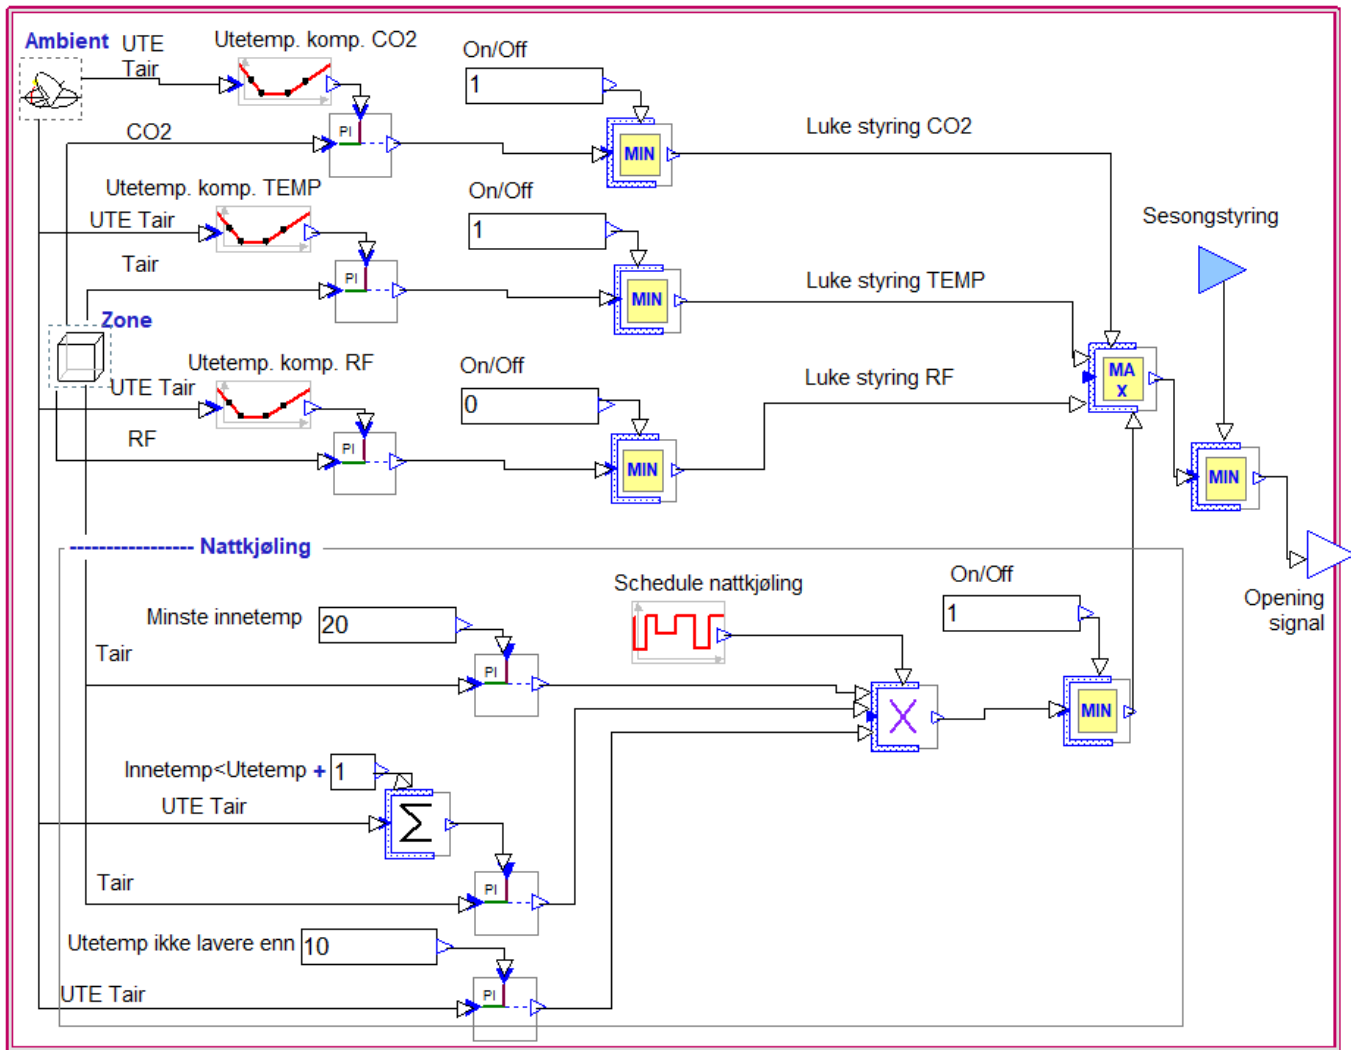 Ambient
UTE
Tair
Utetemp. komp. CO2
On/Off
1
PI
CO2
MIN
Luke styring CO2
Utetemp. komp. TEMP
On/Off
UTE Tair
1
Sesongstyring
Tair
PI
MIN
Luke styring TEMP
Zone
Utetemp. komp. RF
On/Off
UTE Tair
0
Luke styring RF
MA
X
RF
PI
MIN
MIN
------------------ Nattkjøling
Schedule nattkjøling
On/Off
Minste innetemp
20
1
Opening
signal
Tair
PI
MIN
Innetemp<Utetemp + 1
UTE Tair
Σ
Tair
PI
Utetemp ikke lavere enn
10
UTE Tair
PI